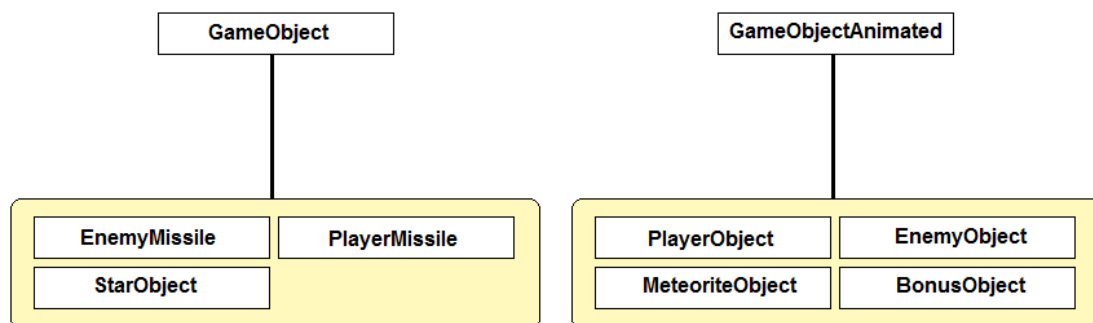 GameObject
GameObjectAnimated
EnemyMissile
PlayerMissile
StarObject
PlayerObject
EnemyObject
MeteoriteObject
BonusObject